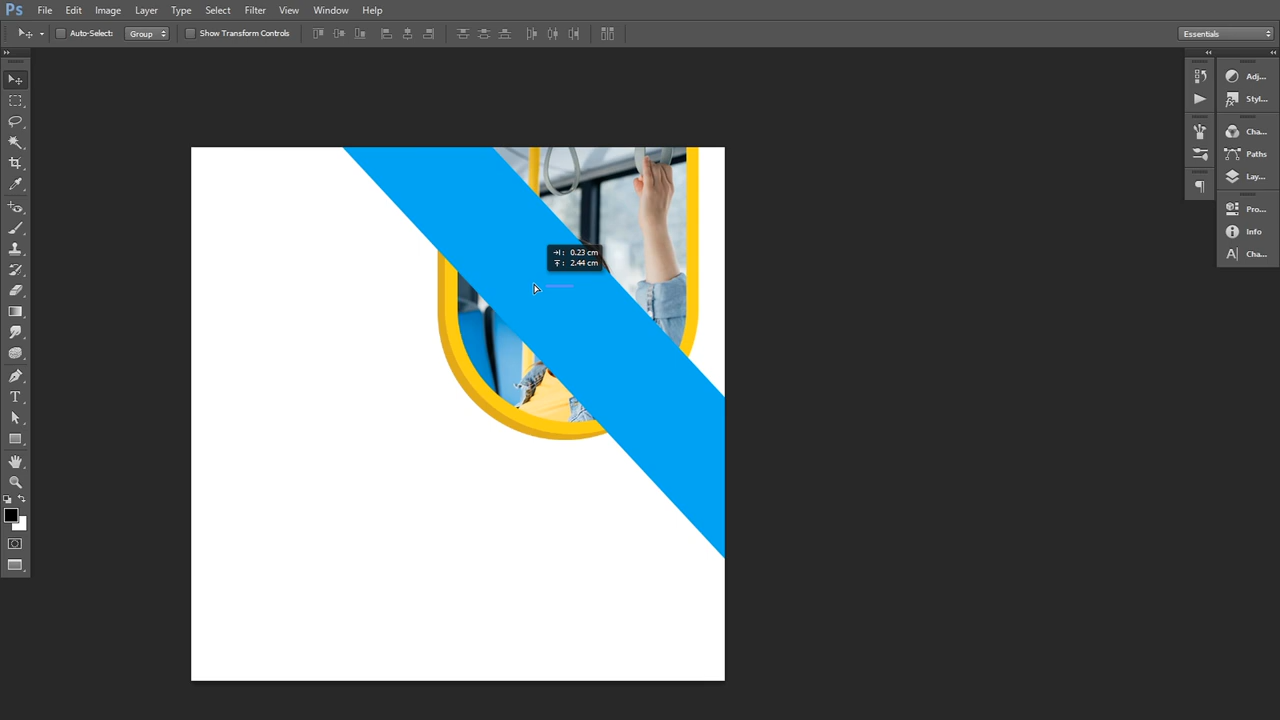 Ps File Edit Image Layer Type Select Filter View Window Help
Auto-Select: Group Show Transform Controls Essentials
Adj...
Styl...
Cha...
Paths
Lay...
Pro...
Info
Cha...
→I: 0.23 cm
2.44 cm